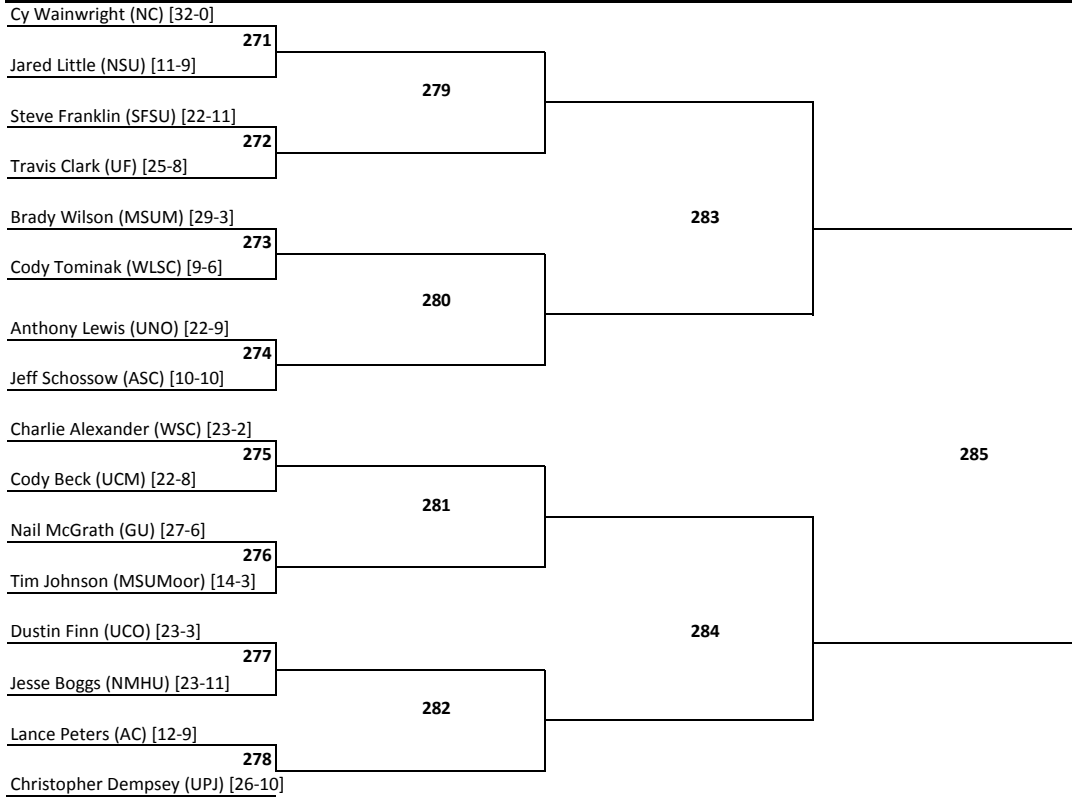 Cy Wainwright (NC) [32-0]
271
Jared Little (NSU) [11-9]
279
Steve Franklin (SFSU) [22-11]
272
Travis Clark (UF) [25-8]
Brady Wilson (MSUM) [29-3]
283
273
Cody Tominak (WLSC) [9-6]
280
Anthony Lewis (UNO) [22-9]
274
Jeff Schossow (ASC) [10-10]
Charlie Alexander (WSC) [23-2]
275
285
Cody Beck (UCM) [22-8]
281
Nail McGrath (GU) [27-6]
276
Tim Johnson (MSUMoor) [14-3]
Dustin Finn (UCO) [23-3]
284
277
Jesse Boggs (NMHU) [23-11]
282
Lance Peters (AC) [12-9]
278
Christopher Dempsey (UPJ) [26-10]